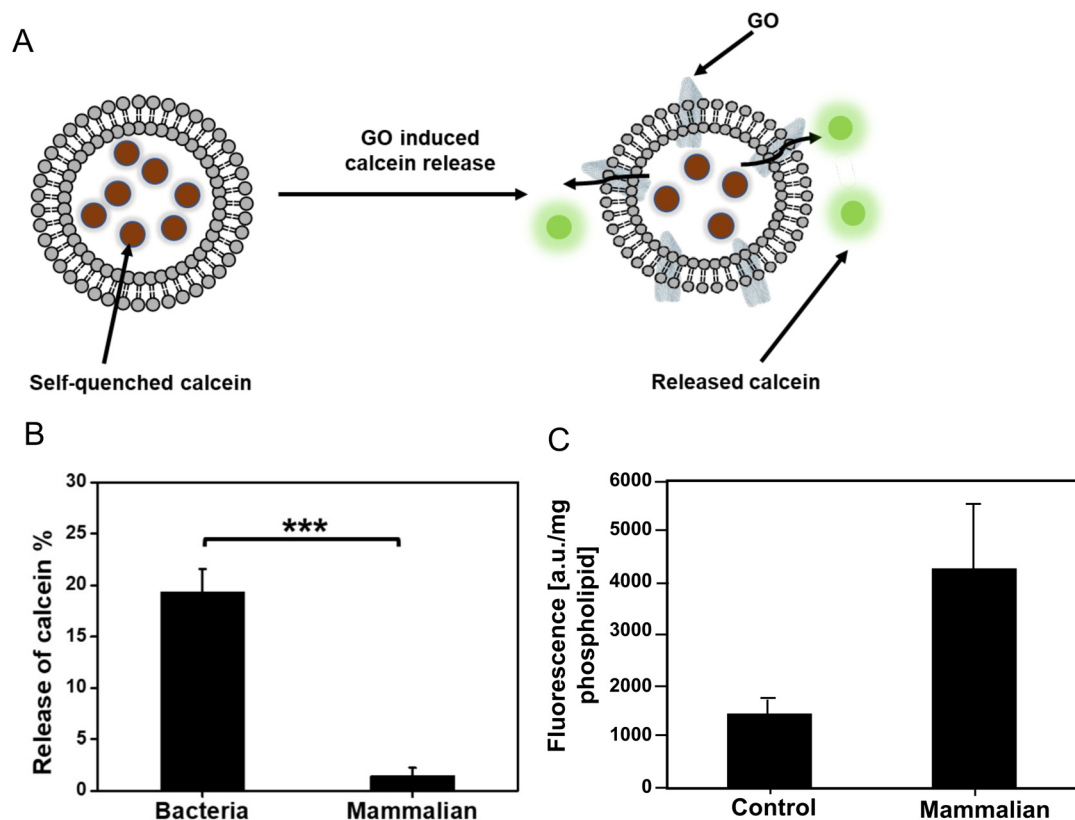 A
GO
GO induced
calcein release
Self-quenched calcein
Released calcein
B
Release of calcein %
30
25
20
15
10
5
0
***
Bacteria
Mammalian
C
Fluorescence [a.u./mg
phospholipid]
6000
5000
4000
3000
2000
1000
0
Control
Mammalian